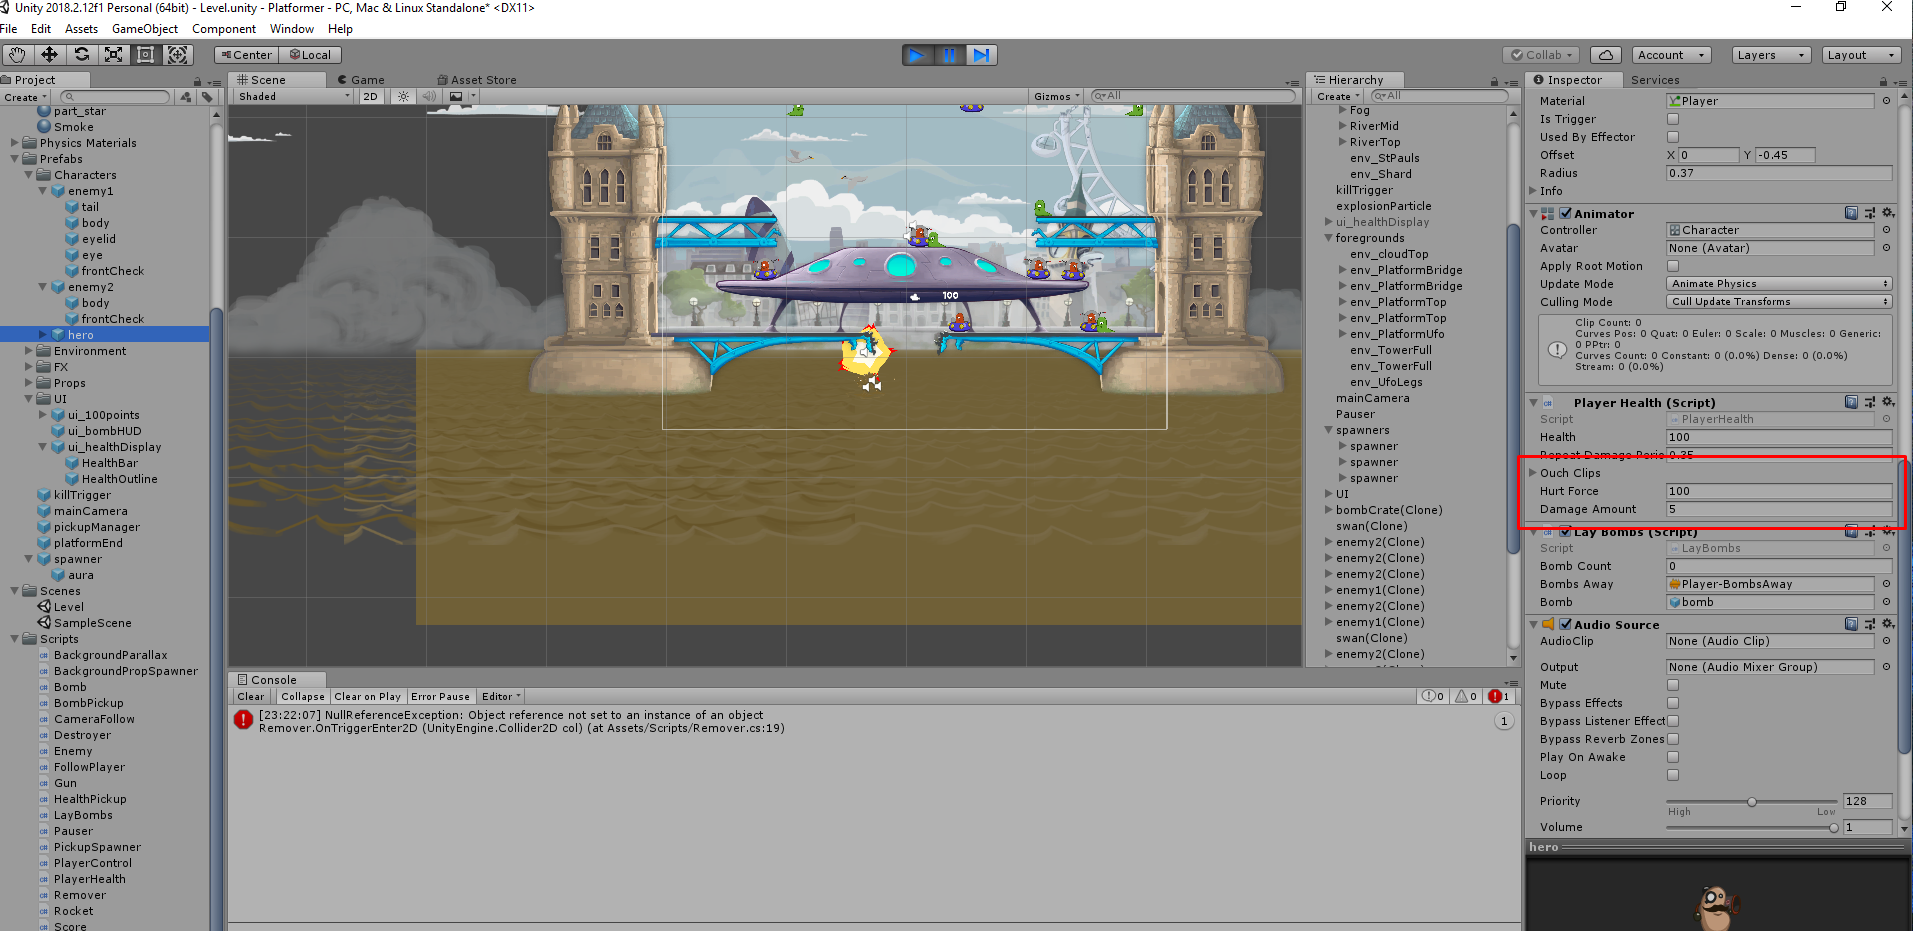 Unity 2018.2.12f1 Personal (64bit) - Level.unity - Platformer - PC, Mac & Linux Standalone* <DX11>
File Edit Assets GameObject Component Window Help
Center Local Collab Account Layers Layout
Project
Create
part_star
Smoke
Physics Materials
Prefabs
Characters
enemy1
tail
body
eyelid
eye
frontCheck
enemy2
body
frontCheck
hero
Environment
FX
Props
UI
ui_100points
ui_bombHUD
ui_healthDisplay
HealthBar
HealthOutline
killTrigger
mainCamera
pickupManager
platformEnd
spawner
aura
Scenes
Level
SampleScene
Scripts
BackgroundParallax
BackgroundPropSpawner
Bomb
BombPickup
CameraFollow
Destroyer
Enemy
FollowPlayer
Gun
HealthPickup
LayBombs
Pauser
PickupSpawner
PlayerControl
PlayerHealth
Remover
Rocket
Score
Scene Game Asset Store
Shaded 2D Gizmos All
100
Console
Clear Collapse Clear on Play Error Pause Editor 0 0 1
[23:22:07] NullReferenceException: Object reference not set to an instance of an object
Remover.OnTriggerEnter2D (UnityEngine.Collider2D col) (at Assets/Scripts/Remover.cs:19)
1
Hierarchy
Create All
Fog
RiverMid
RiverTop
env_StPauls
env_Shard
killTrigger
explosionParticle
ui_healthDisplay
foregrounds
env_cloudTop
env_PlatformBridge
env_PlatformBridge
env_PlatformTop
env_PlatformTop
env_PlatformUfo
env_TowerFull
env_TowerFull
env_UfoLegs
mainCamera
Pauser
spawners
spawner
spawner
spawner
UI
bombCrate(Clone)
swan(Clone)
enemy2(Clone)
enemy2(Clone)
enemy2(Clone)
enemy1(Clone)
enemy2(Clone)
enemy1(Clone)
swan(Clone)
enemy2(Clone)
Inspector Services
Material Player
Is Trigger
Used By Effector
Offset X 0 Y -0.45
Radius 0.37
Info
Animator
Controller Character
Avatar None (Avatar)
Apply Root Motion
Update Mode Animate Physics
Culling Mode Cull Update Transforms
Clip Count: 0
Curves Pos: 0 Quat: 0 Euler: 0 Scale: 0 Muscles: 0 Generic:
0 PPtr: 0
Curves Count: 0 Constant: 0 (0.0%) Dense: 0 (0.0%)
Stream: 0 (0.0%)
Player Health (Script)
Script PlayerHealth
Health 100
Repeat Damage Perio 0.35
Ouch Clips
Hurt Force 100
Damage Amount 5
Lay Bombs (Script)
Script LayBombs
Bomb Count 0
Bombs Away Player-BombsAway
Bomb bomb
Audio Source
AudioClip None (Audio Clip)
Output None (Audio Mixer Group)
Mute
Bypass Effects
Bypass Listener Effect
Bypass Reverb Zones
Play On Awake
Loop
Priority 128
High Low
Volume 1
hero